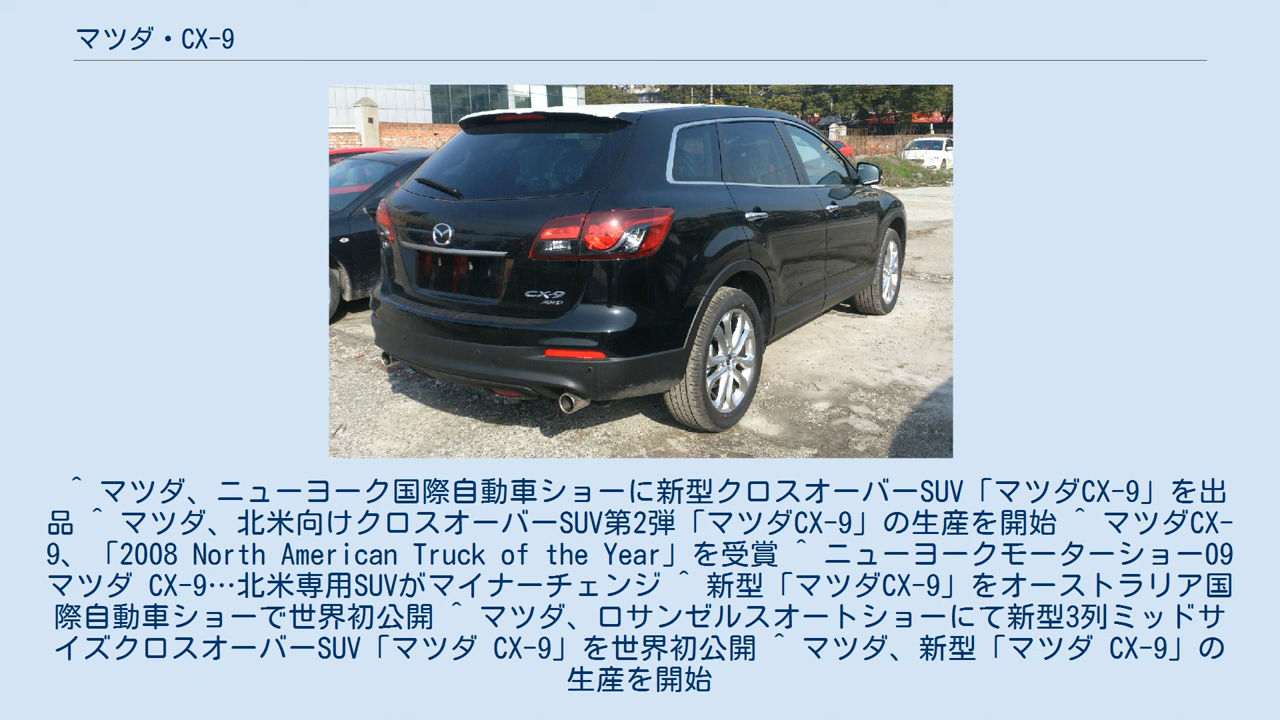 マツダ・CX-9
CX-9
AWD
＾ マツダ、ニューヨーク国際自動車ショーに新型クロスオーバーSUV「マツダCX-9」を出
品 ＾ マツダ、北米向けクロスオーバーSUV第2弾「マツダCX-9」の生産を開始 ＾ マツダCX-
9、「2008 North American Truck of the Year」を受賞 ＾ ニューヨークモーターショー09
マツダ CX-9…北米専用SUVがマイナーチェンジ ＾ 新型「マツダCX-9」をオーストラリア国
際自動車ショーで世界初公開 ＾ マツダ、ロサンゼルスオートショーにて新型3列ミッドサ
イズクロスオーバーSUV「マツダ CX-9」を世界初公開 ＾ マツダ、新型「マツダ CX-9」の
生産を開始